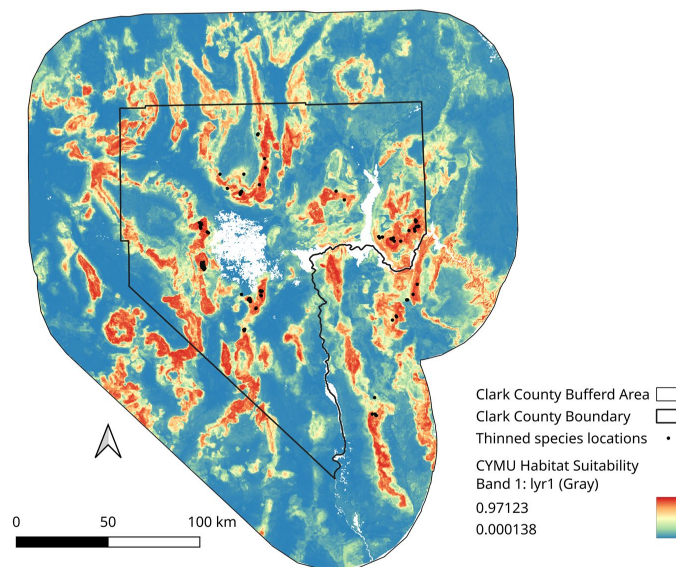 Clark County Bufferd Area
Clark County Boundary
Thinned species locations
CYMU Habitat Suitability
Band 1: lyr1 (Gray)
0.97123
0.000138
0 50 100 km